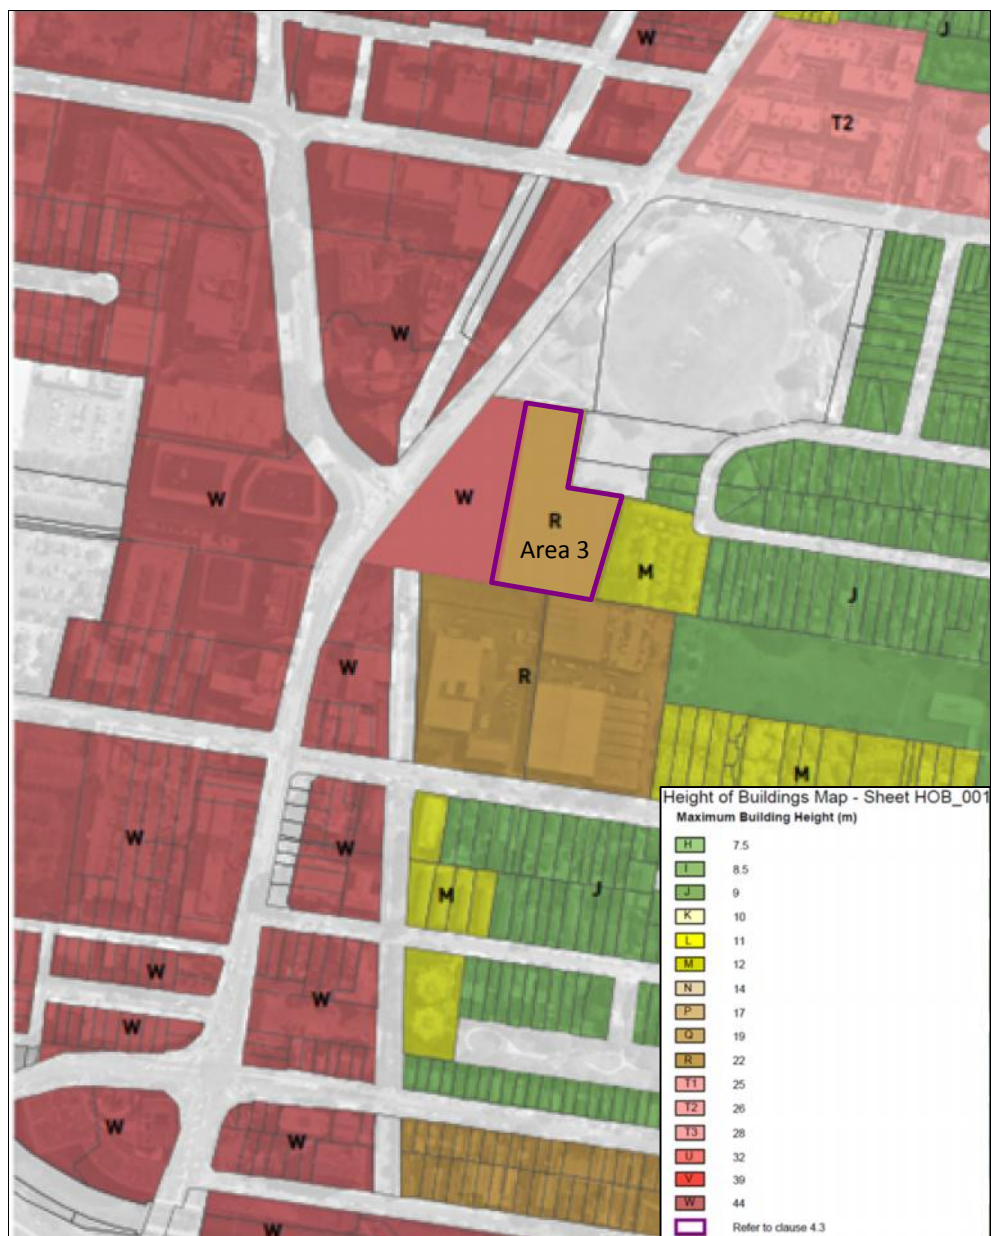 W
J
T2
W
W
W
R
Area 3
M
J
W
R
M
W
W
M
J
W
W
W
W
W
W
Height of Buildings Map - Sheet HOB_001
Maximum Building Height (m)
H 7.5
I 8.5
J 9
K 10
L 11
M 12
N 14
P 17
Q 19
R 22
T1 25
T2 26
T3 28
U 32
V 39
W 44
Refer to clause 4.3